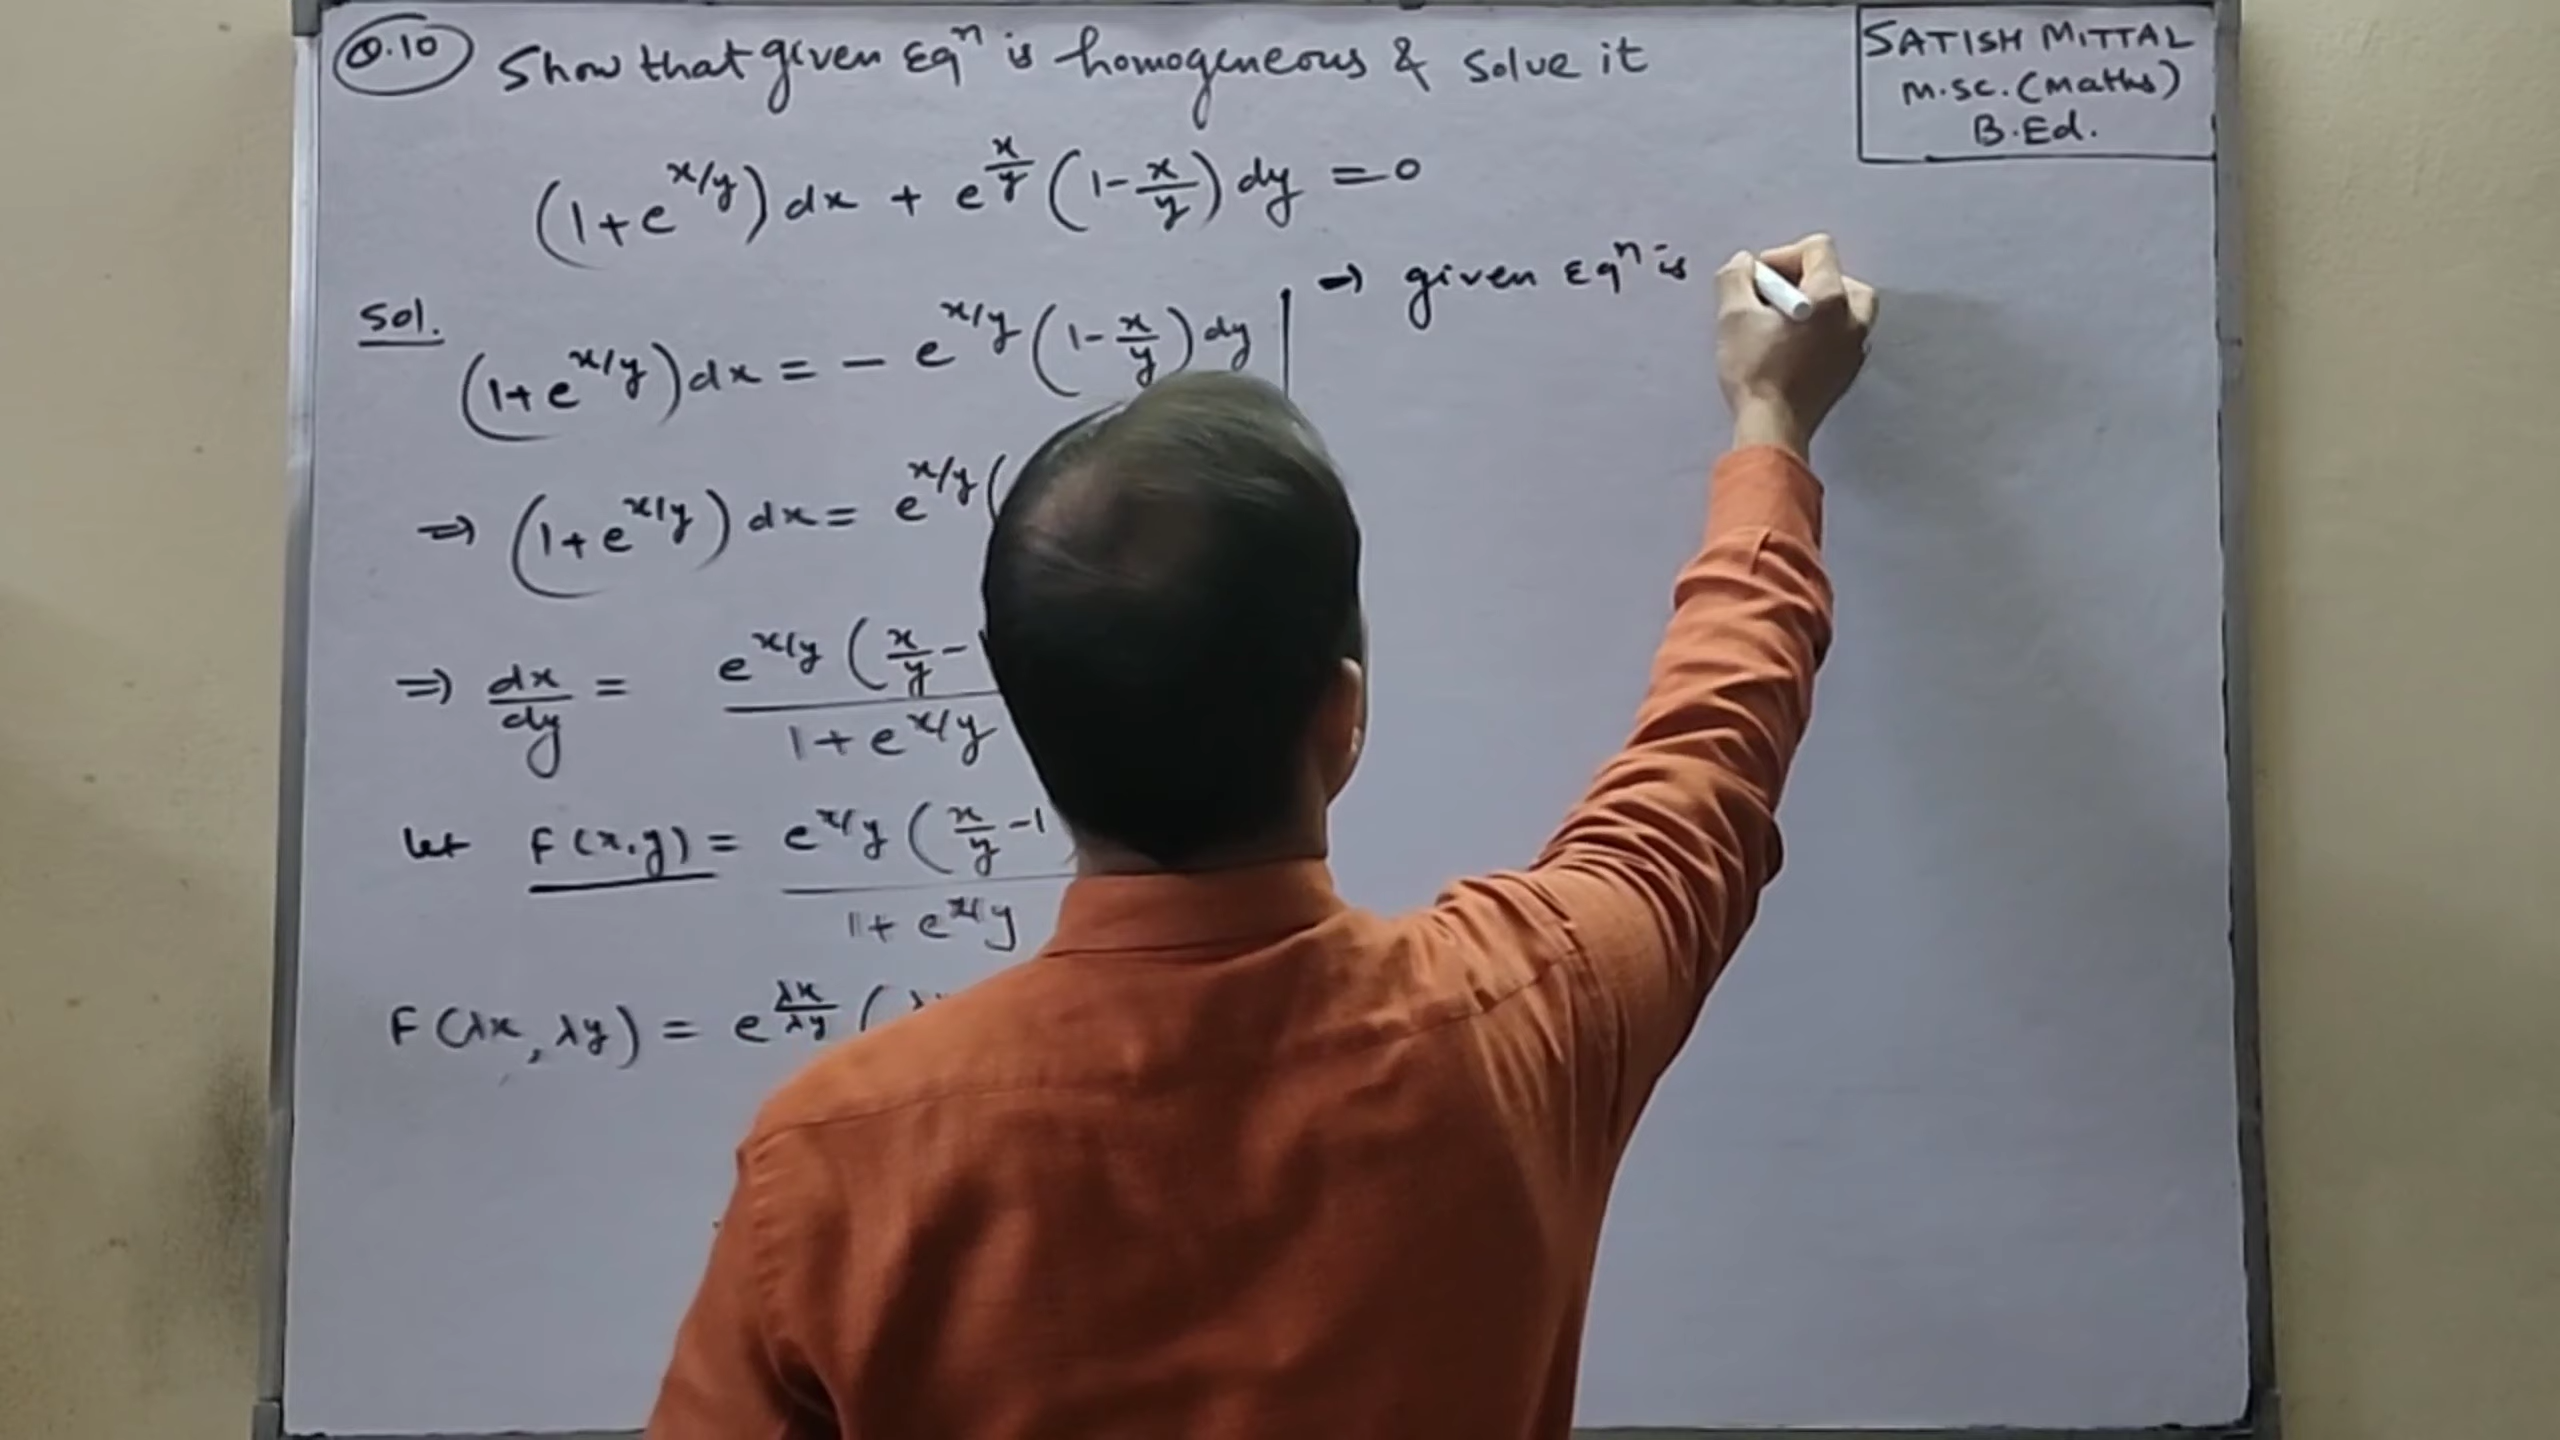 Q.10 Show that given Eqⁿ is homogeneous & solve it
(1+e^{x/y}) dx + e^{x/y} (1-x/y) dy = 0
SATISH MITTAL
M.SC. (Maths)
B.Ed.
Sol.
(1+e^{x/y}) dx = - e^{x/y} (1-x/y) dy
⇒ (1+e^{x/y}) dx = e^{x/y} (
⇒ dx/dy = e^{x/y} (x/y - / 1+e^{x/y}
let F(x,y) = e^{x/y} (x/y -1 / 1+e^{x/y}
F(λx, λy) = e^{λx/λy} (
→ given Eqⁿ is